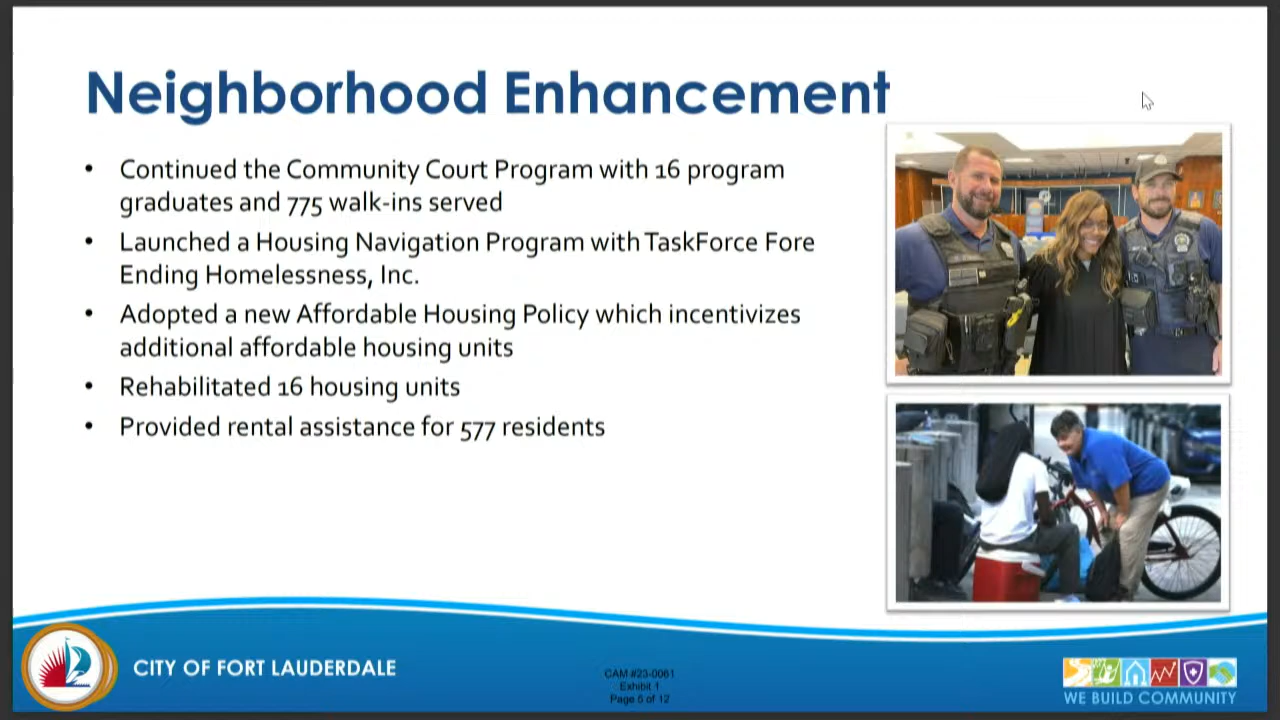 Neighborhood Enhancement
• Continued the Community Court Program with 16 program
graduates and 775 walk-ins served
• Launched a Housing Navigation Program with TaskForce Fore
Ending Homelessness, Inc.
• Adopted a new Affordable Housing Policy which incentivizes
additional affordable housing units
• Rehabilitated 16 housing units
• Provided rental assistance for 577 residents
CITY OF FORT LAUDERDALE
CAM #23-0061
Exhibit 1
Page 5 of 12
WE BUILD COMMUNITY